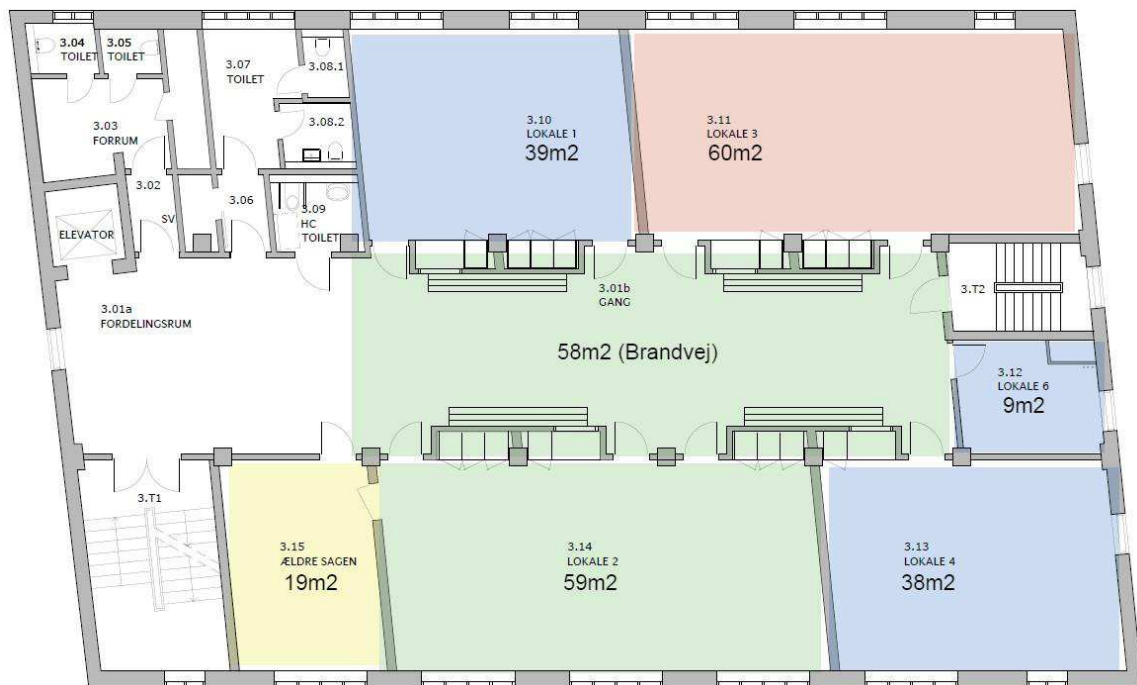 3.04
TOILET
3.05
TOILET
3.07
TOILET
3.08.1
3.08.2
3.03
FORRUM
3.02
SV
3.06
3.09
HC
TOILET
ELEVATOR
3.10
LOKALE 1
39m2
3.11
LOKALE 3
60m2
3.01a
FORDELINGSRUM
3.01b
GANG
58m2 (Brandvej)
3.T2
3.12
LOKALE 6
9m2
3.T1
3.15
ÆLDRE SAGEN
19m2
3.14
LOKALE 2
59m2
3.13
LOKALE 4
38m2